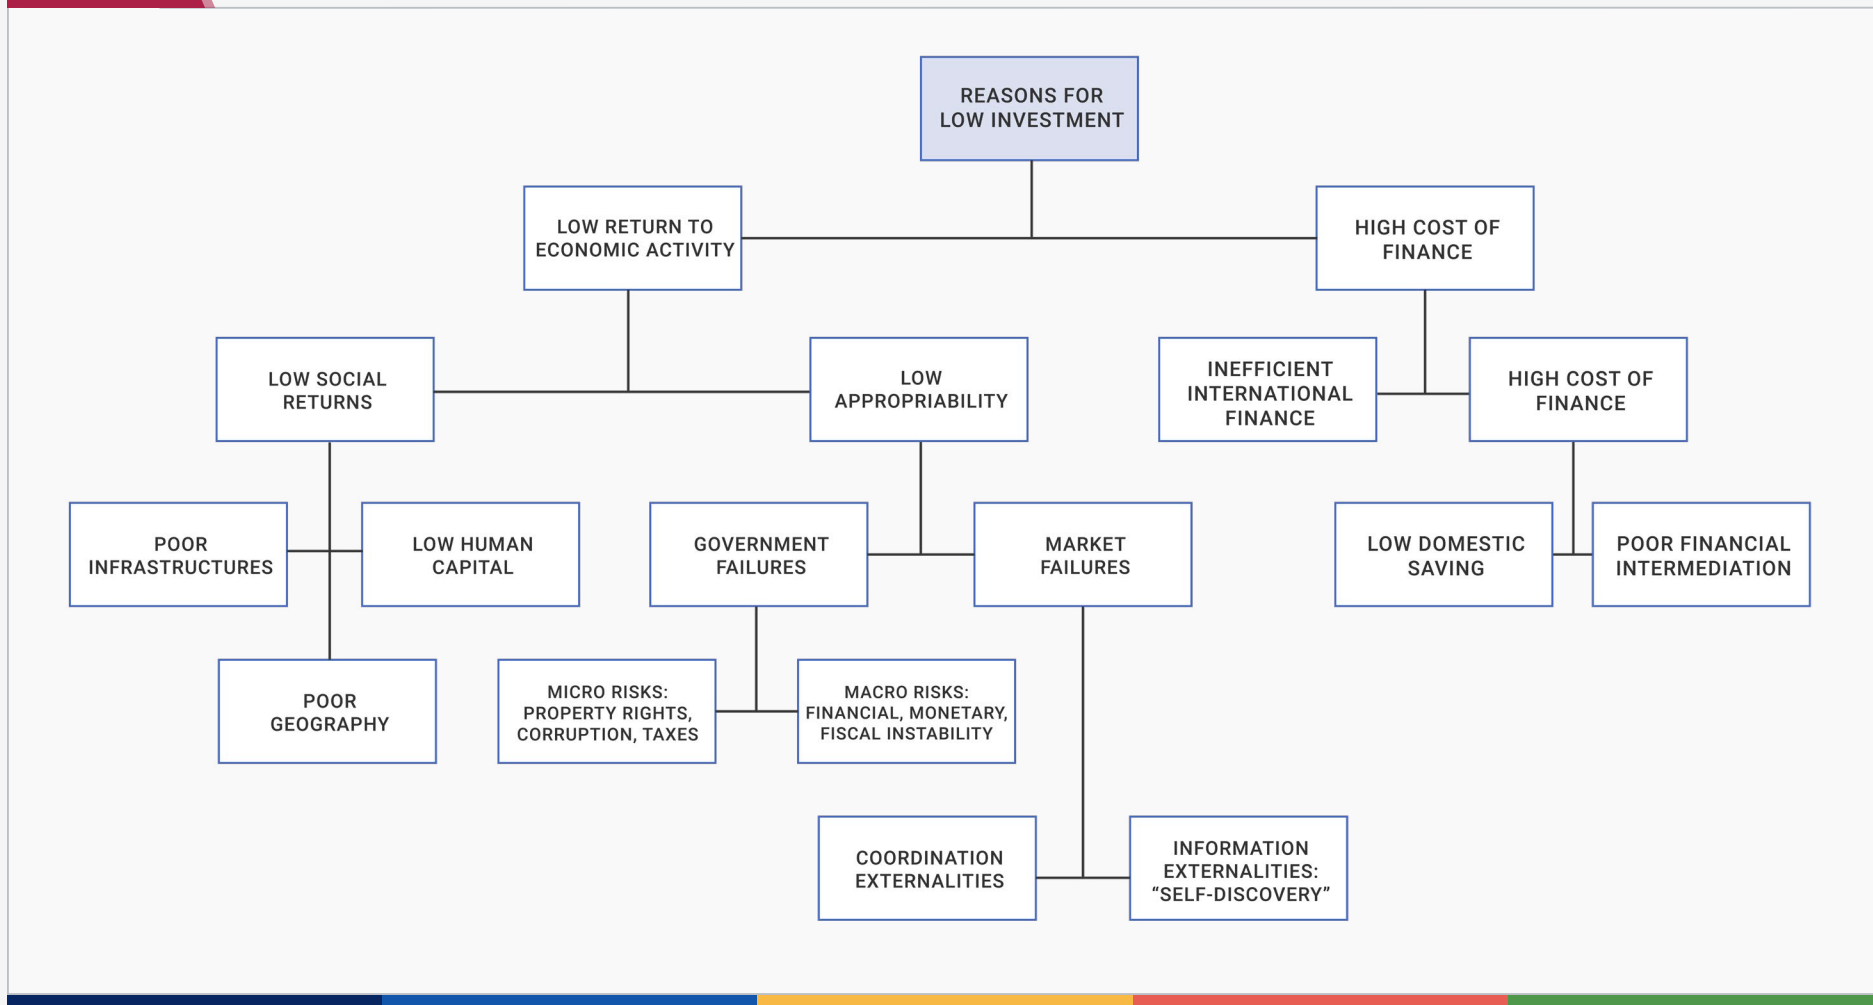 REASONS FOR
LOW INVESTMENT
LOW RETURN TO
ECONOMIC ACTIVITY
HIGH COST OF
FINANCE
LOW SOCIAL
RETURNS
LOW
APPROPRIABILITY
INEFFICIENT
INTERNATIONAL
FINANCE
HIGH COST OF
FINANCE
POOR
INFRASTRUCTURES
LOW HUMAN
CAPITAL
GOVERNMENT
FAILURES
MARKET
FAILURES
LOW DOMESTIC
SAVING
POOR FINANCIAL
INTERMEDIATION
POOR
GEOGRAPHY
MICRO RISKS:
PROPERTY RIGHTS,
CORRUPTION, TAXES
MACRO RISKS:
FINANCIAL, MONETARY,
FISCAL INSTABILITY
COORDINATION
EXTERNALITIES
INFORMATION
EXTERNALITIES:
“SELF-DISCOVERY”